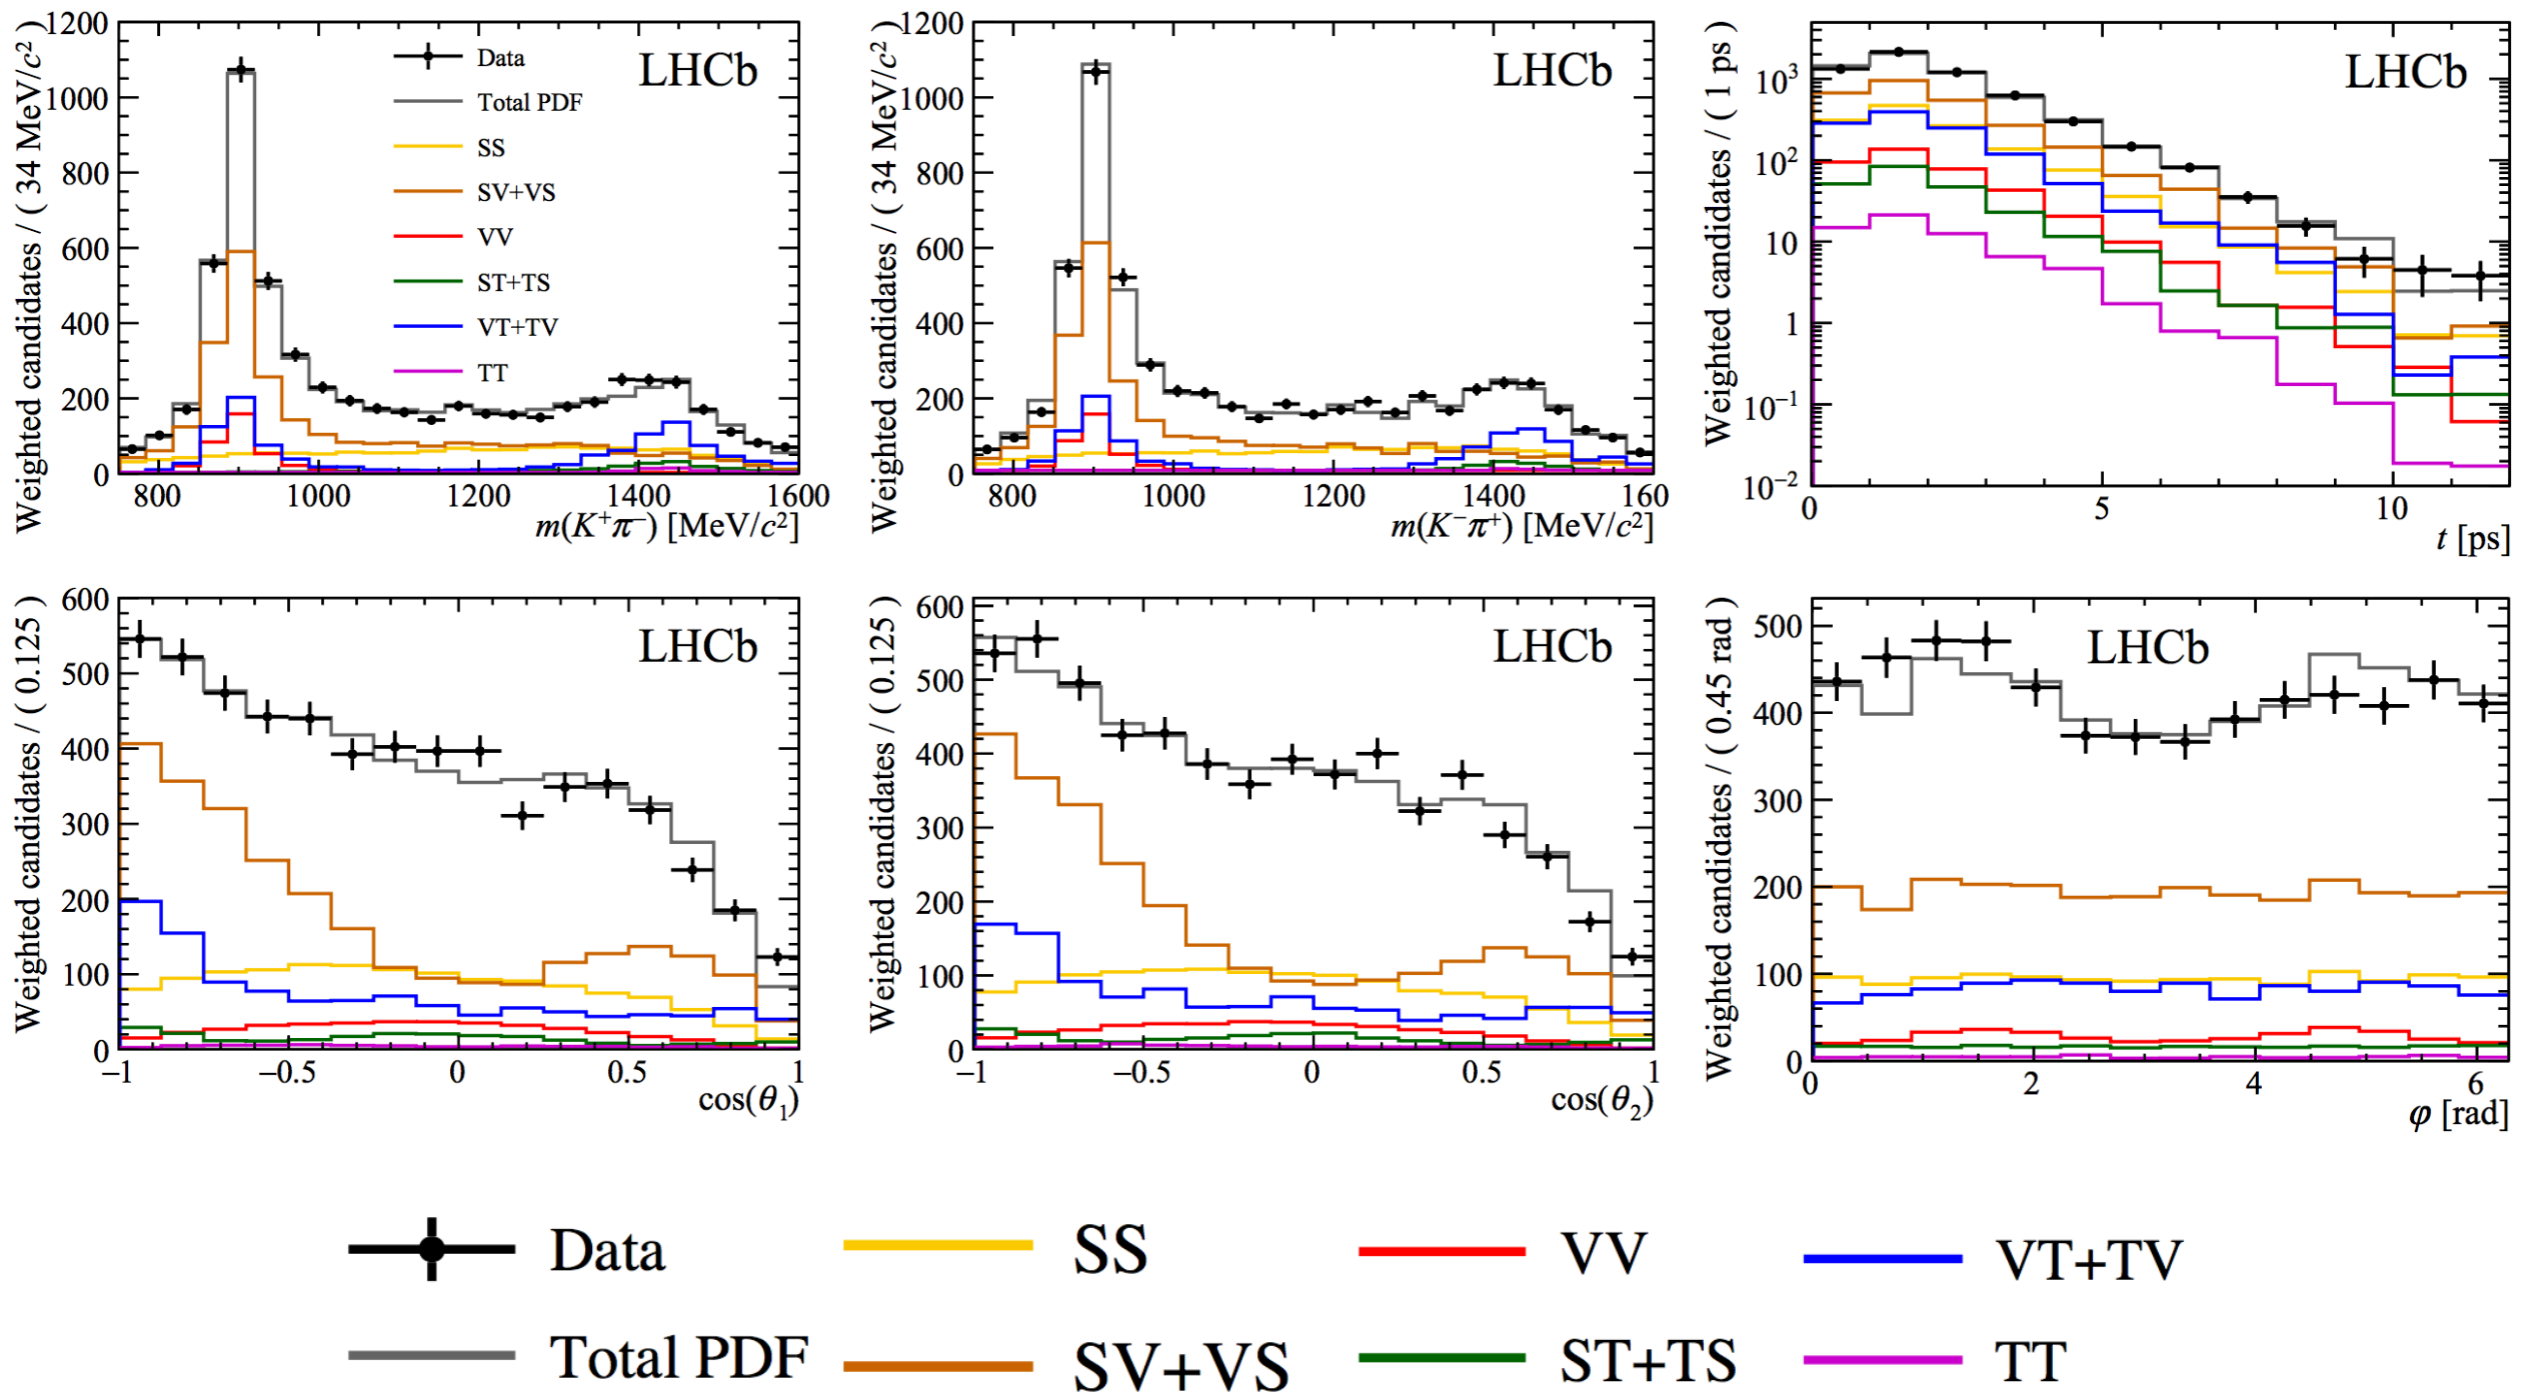 Weighted candidates / ( 34 MeV/c²)
1200
1000
800
600
400
200
0
LHCb
Data
Total PDF
SS
SV+VS
VV
ST+TS
VT+TV
TT
800 1000 1200 1400 1600
m(K⁺π⁻) [MeV/c²]
Weighted candidates / ( 34 MeV/c²)
1200
1000
800
600
400
200
0
LHCb
800 1000 1200 1400 160
m(K⁻π⁺) [MeV/c²]
Weighted candidates / ( 1 ps )
10³
10²
10
1
10⁻¹
10⁻²
LHCb
0 5 10
t [ps]
Weighted candidates / ( 0.125 )
600
500
400
300
200
100
0
LHCb
−1 −0.5 0 0.5 1
cos(θ₁)
Weighted candidates / ( 0.125 )
600
500
400
300
200
100
0
LHCb
−1 −0.5 0 0.5 1
cos(θ₂)
Weighted candidates / ( 0.45 rad )
500
400
300
200
100
0
LHCb
0 2 4 6
φ [rad]
Data SS VV VT+TV
Total PDF SV+VS ST+TS TT